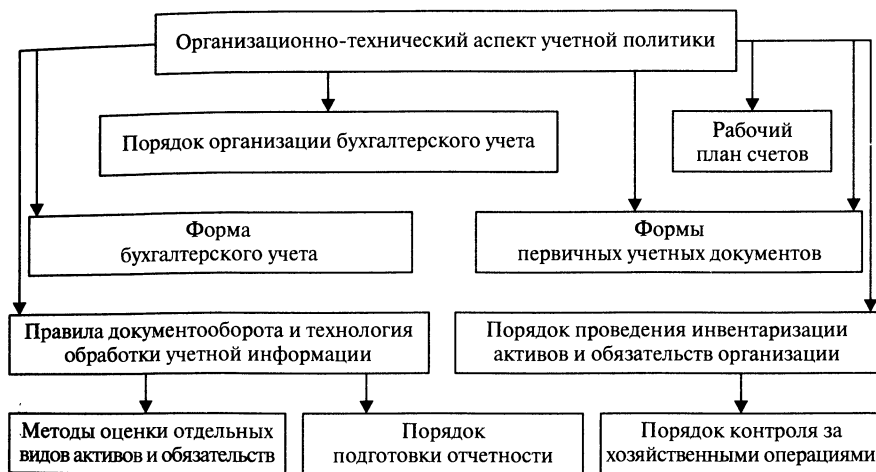 Организационно-технический аспект учетной политики
Порядок организации бухгалтерского учета
Рабочий
план счетов
Форма
бухгалтерского учета
Формы
первичных учетных документов
Правила документооборота и технология
обработки учетной информации
Порядок проведения инвентаризации
активов и обязательств организации
Методы оценки отдельных
видов активов и обязательств
Порядок
подготовки отчетности
Порядок контроля за
хозяйственными операциями